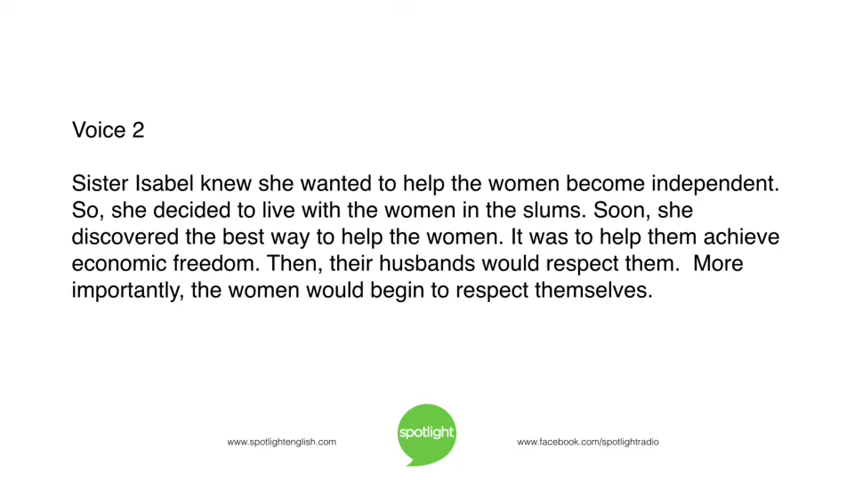 Voice 2
Sister Isabel knew she wanted to help the women become independent.
So, she decided to live with the women in the slums. Soon, she
discovered the best way to help the women. It was to help them achieve
economic freedom. Then, their husbands would respect them.  More
importantly, the women would begin to respect themselves.
www.spotlightenglish.com
spotlight
www.facebook.com/spotlightradio